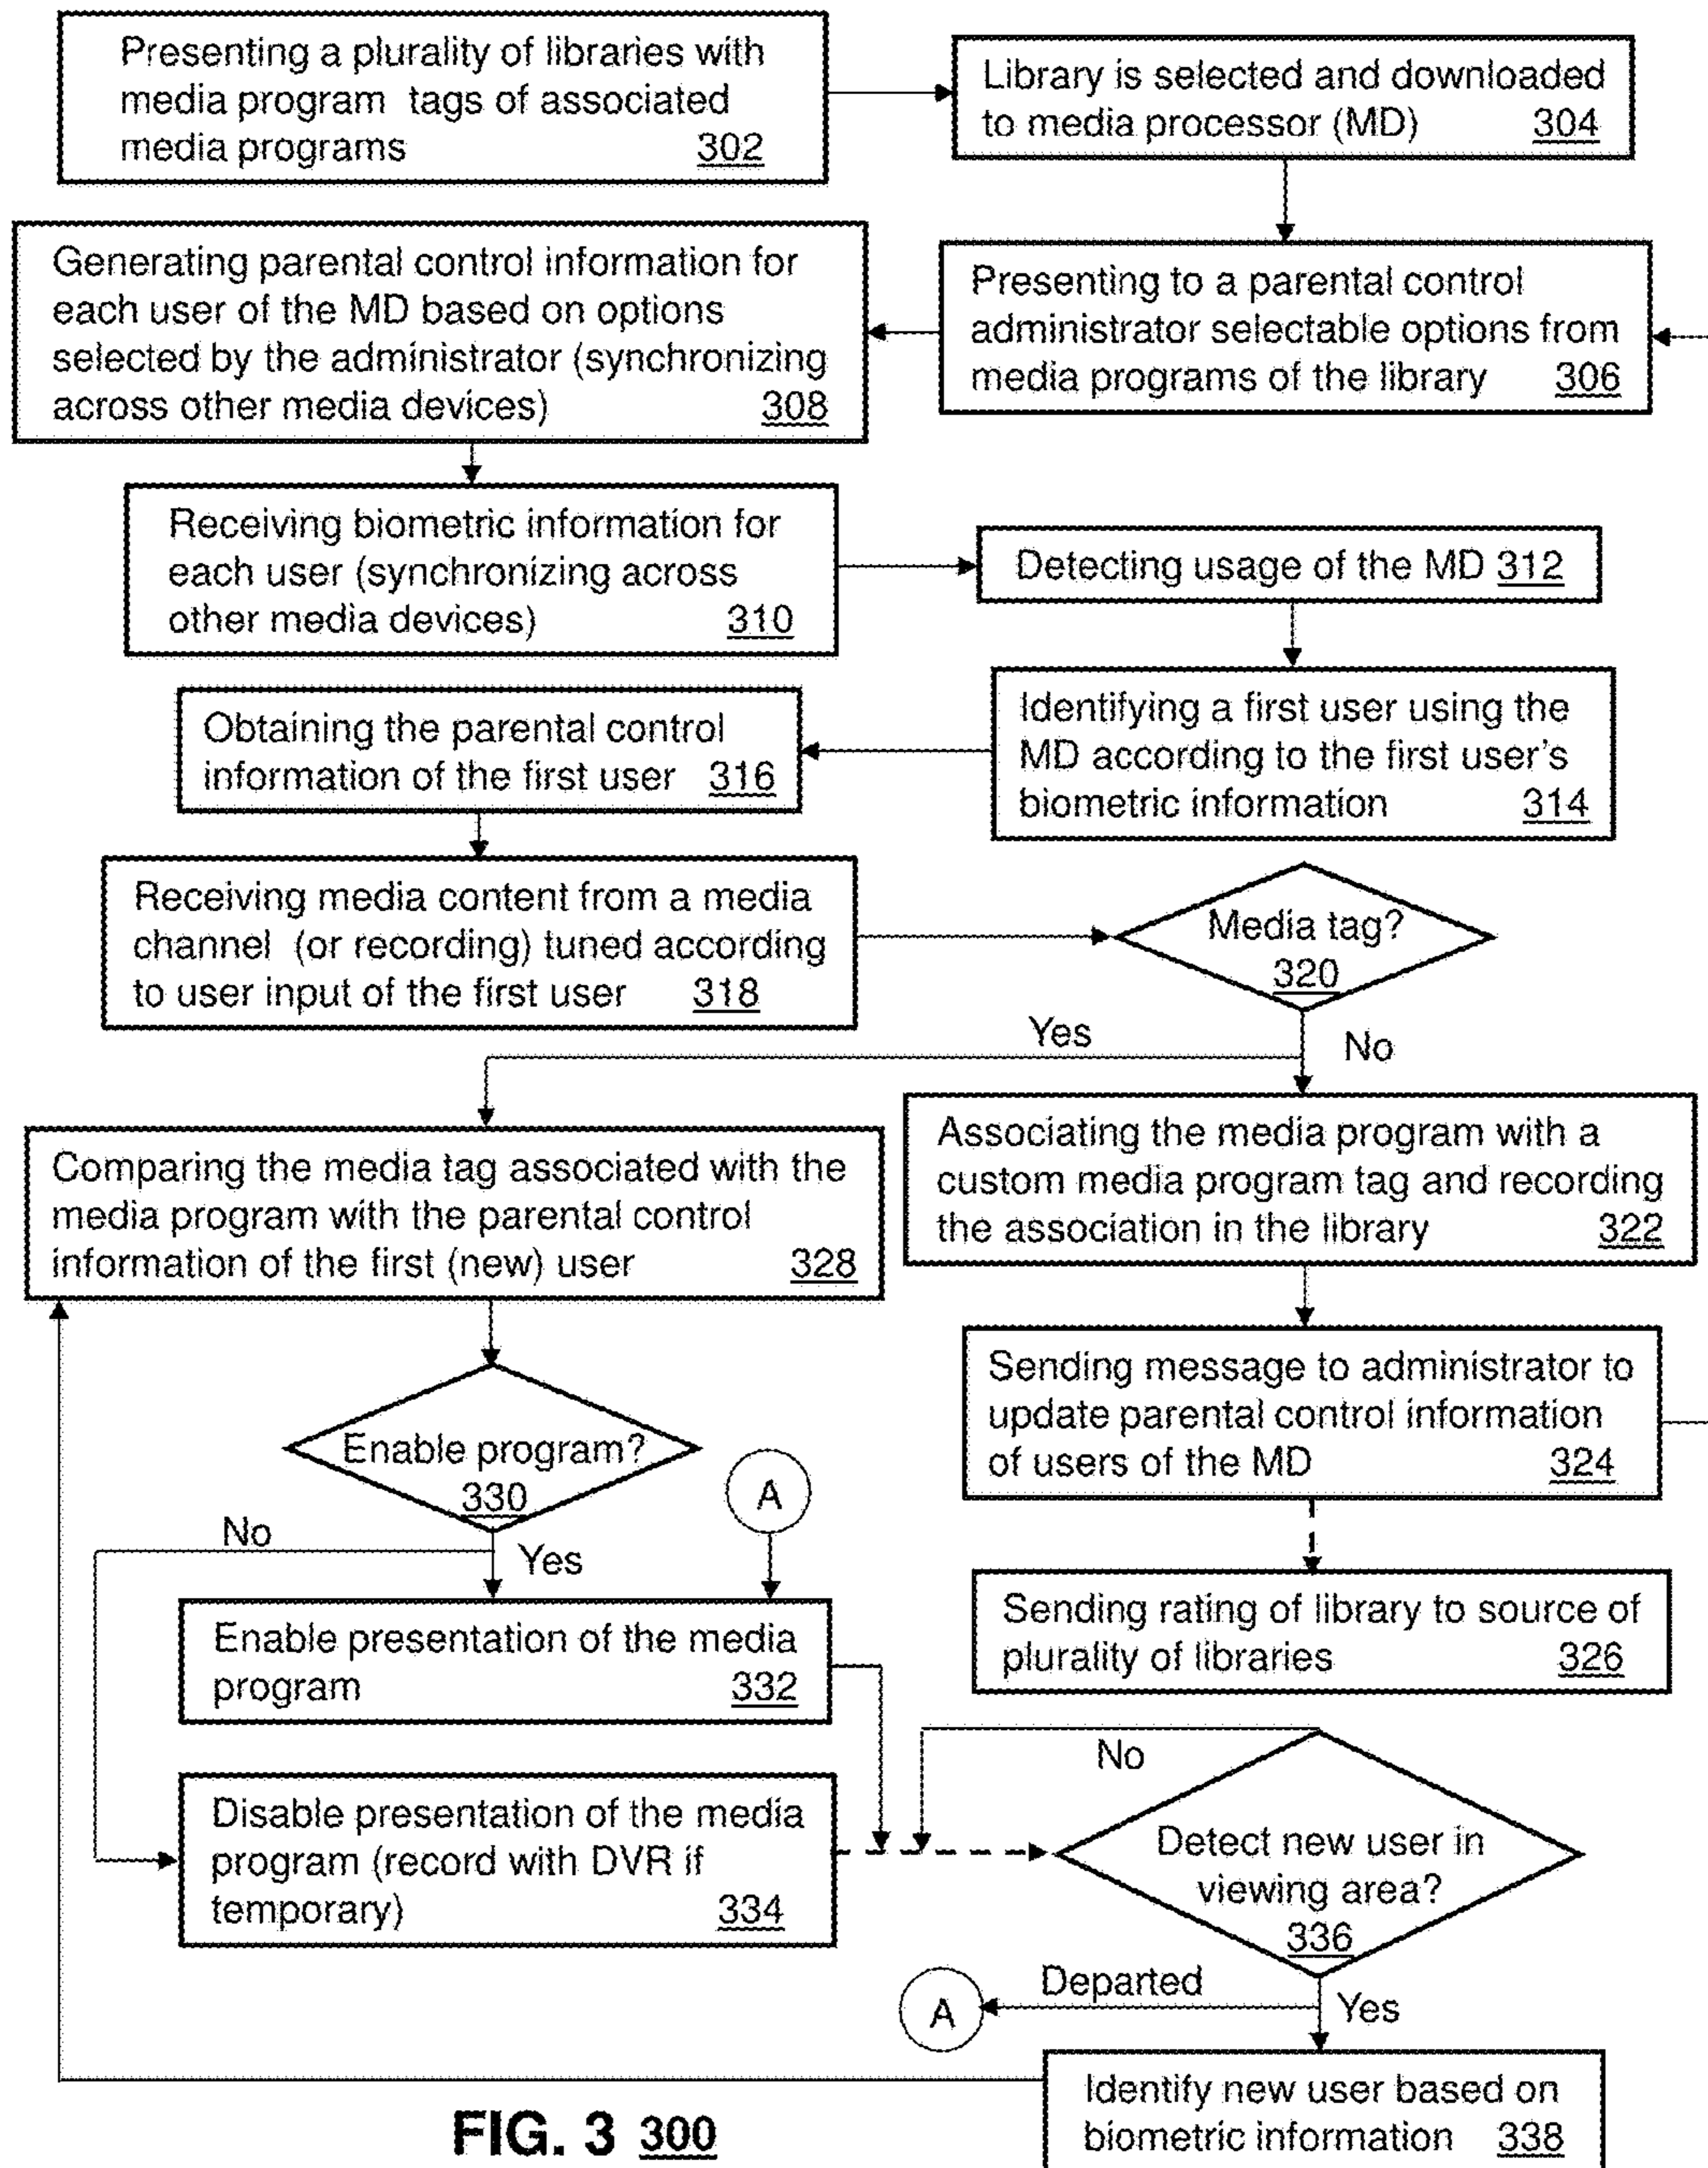 Presenting a plurality of libraries with
media program tags of associated
media programs 302
Library is selected and downloaded
to media processor (MD) 304
Generating parental control information for
each user of the MD based on options
selected by the administrator (synchronizing
across other media devices) 308
Presenting to a parental control
administrator selectable options from
media programs of the library 306
Receiving biometric information for
each user (synchronizing across
other media devices) 310
Detecting usage of the MD 312
Obtaining the parental control
information of the first user 316
Identifying a first user using the
MD according to the first user's
biometric information 314
Receiving media content from a media
channel (or recording) tuned according
to user input of the first user 318
Media tag?
320
Yes
No
Comparing the media tag associated with the
media program with the parental control
information of the first (new) user 328
Associating the media program with a
custom media program tag and recording
the association in the library 322
Sending message to administrator to
update parental control information
of users of the MD 324
Enable program?
330
A
No
Yes
Enable presentation of the media
program 332
Sending rating of library to source of
plurality of libraries 326
No
Disable presentation of the media
program (record with DVR if
temporary) 334
Detect new user in
viewing area?
336
Departed
A
Yes
Identify new user based on
biometric information 338
FIG. 3 300